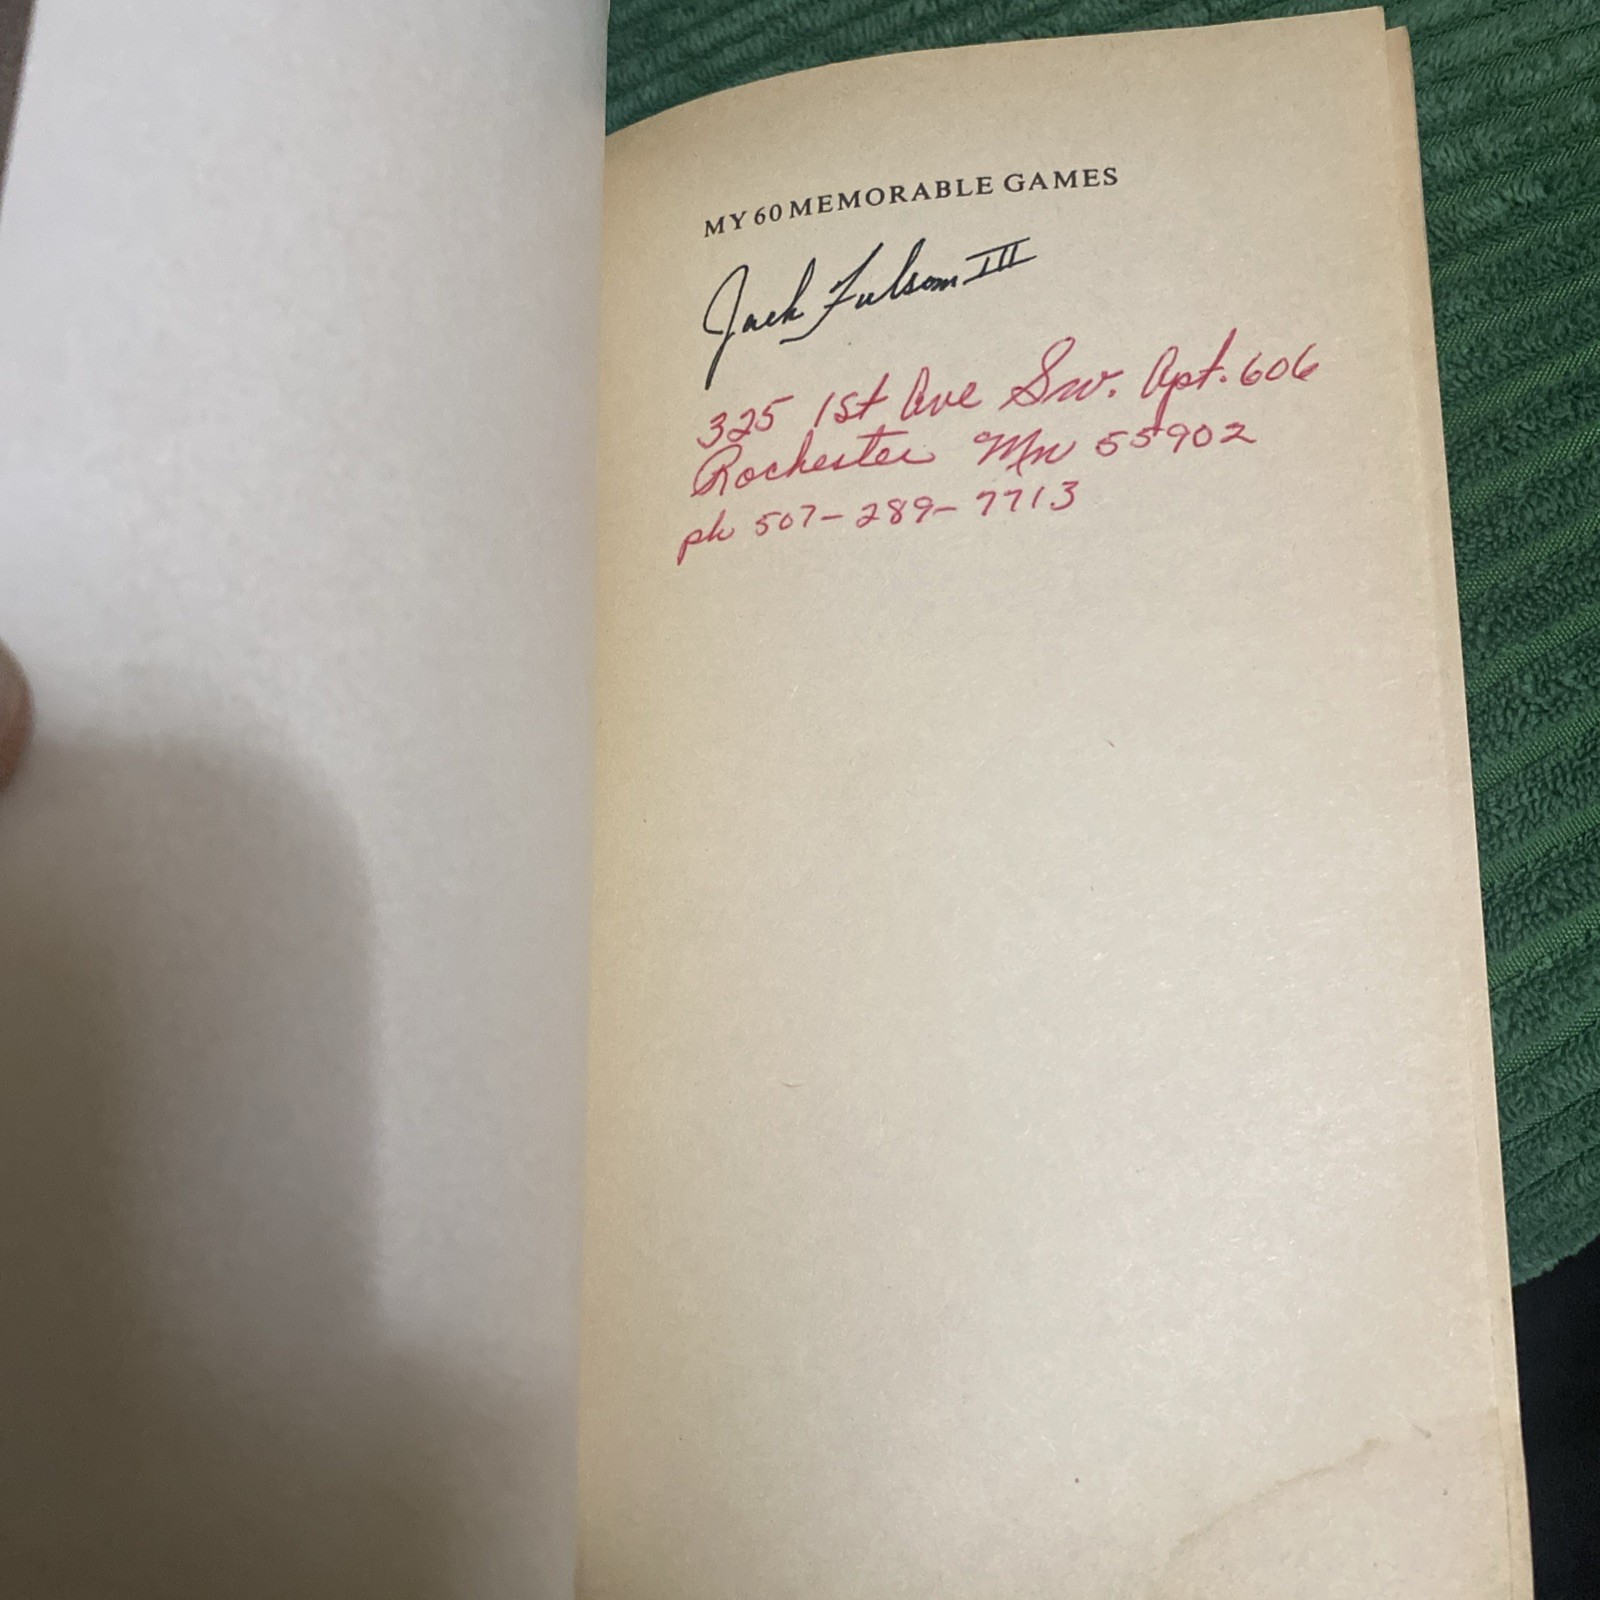 MY 60 MEMORABLE GAMES
Jack Fulsom III
325 1st Ave Sw. Apt. 606
Rochester Mn 55902
ph 507-289-7713